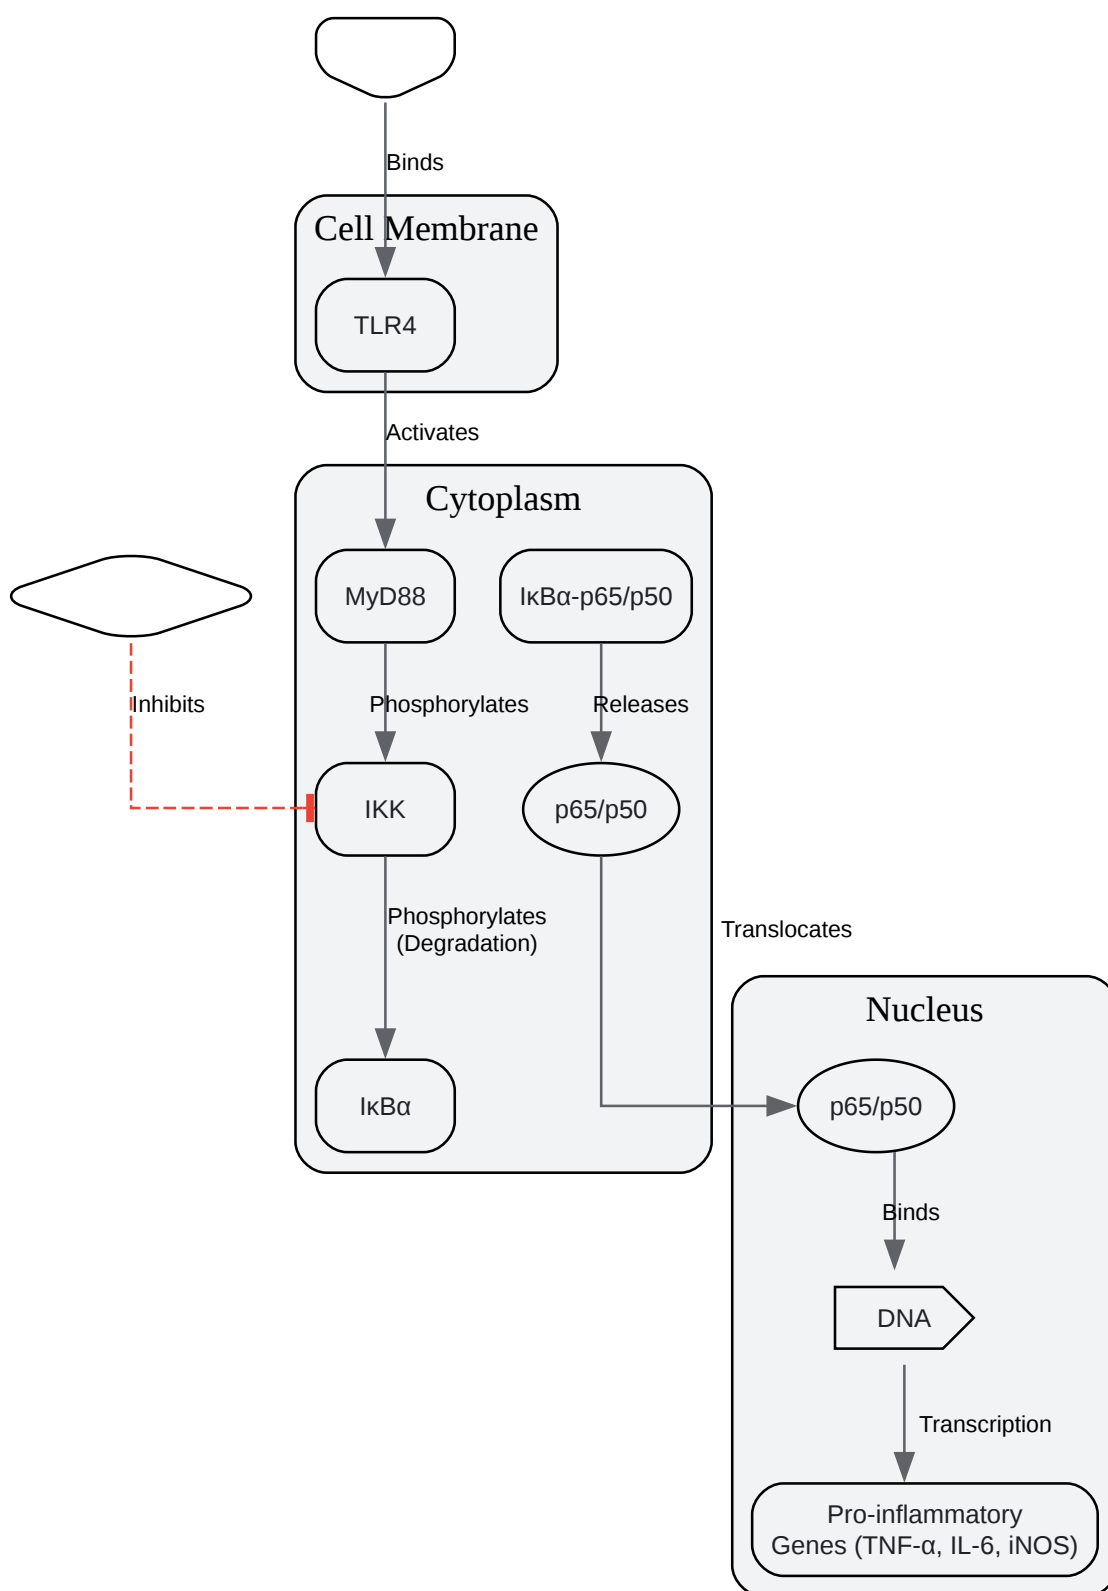 Binds
Cell Membrane
TLR4
Activates
Cytoplasm
MyD88
IκBα-p65/p50
Inhibits
Phosphorylates
Releases
IKK
p65/p50
Phosphorylates
(Degradation)
Translocates
Nucleus
IκBα
p65/p50
Binds
DNA
Transcription
Pro-inflammatory
Genes (TNF-α, IL-6, iNOS)